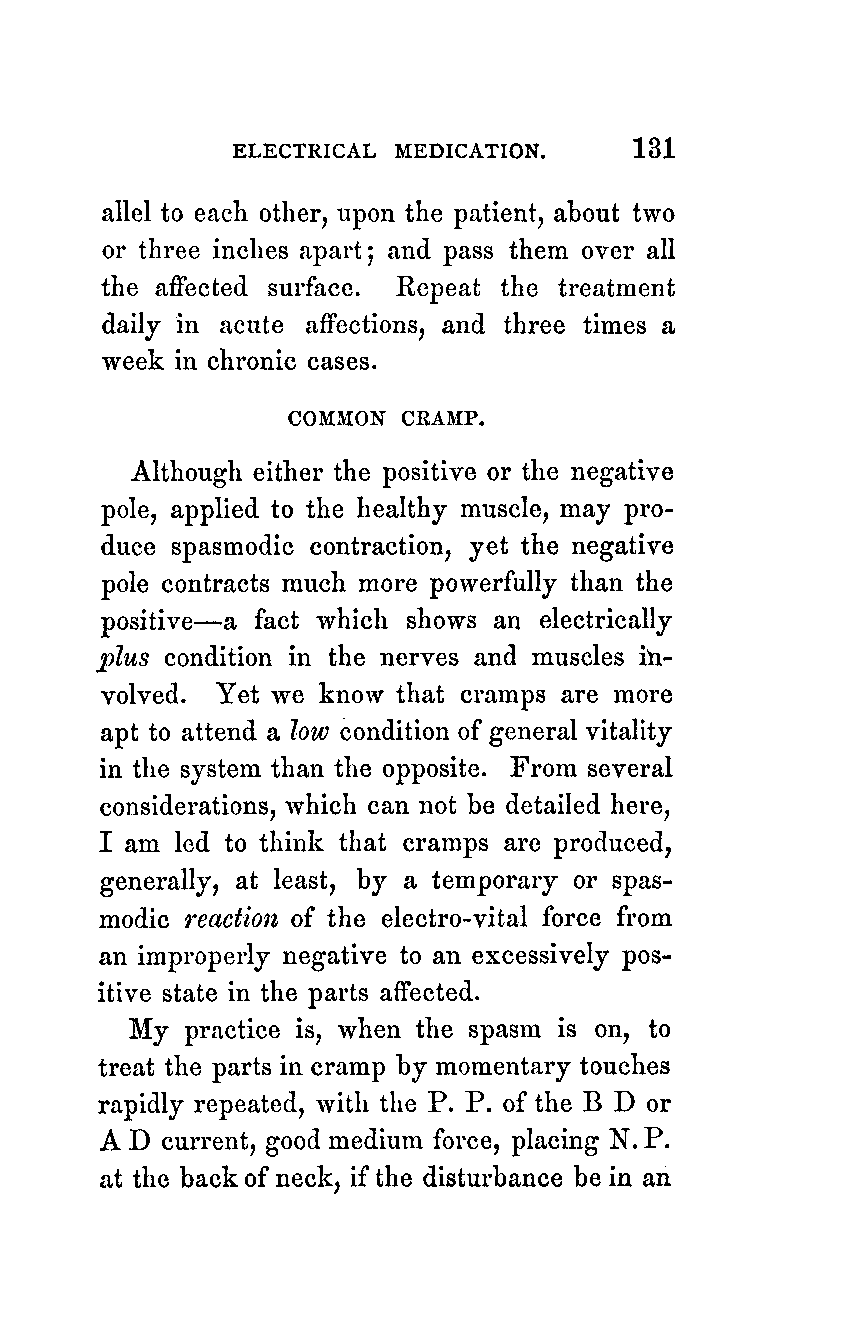 ELECTRICAL MEDICATION. 131
allel to each other, upon the patient, about two
or three inches apart; and pass them over all
the affected surface. Repeat the treatment
daily in acute affections, and three times a
week in chronic cases.
COMMON CRAMP.
Although either the positive or the negative
pole, applied to the healthy muscle, may pro-
duce spasmodic contraction, yet the negative
pole contracts much more powerfully than the
positive—a fact which shows an electrically
plus condition in the nerves and muscles in-
volved. Yet we know that cramps are more
apt to attend a low condition of general vitality
in the system than the opposite. From several
considerations, which can not be detailed here,
I am led to think that cramps are produced,
generally, at least, by a temporary or spas-
modic reaction of the electro-vital force from
an improperly negative to an excessively pos-
itive state in the parts affected.
My practice is, when the spasm is on, to
treat the parts in cramp by momentary touches
rapidly repeated, with the P. P. of the B D or
A D current, good medium force, placing N. P.
at the back of neck, if the disturbance be in an